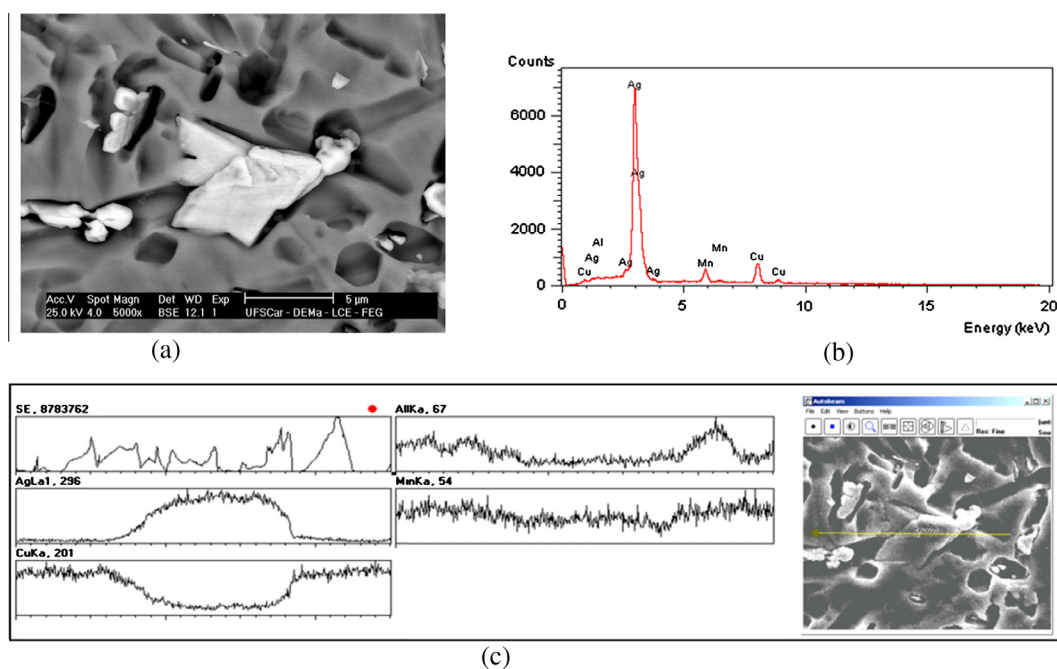 Acc.V Spot Magn Det WD Exp 5 µm
25.0 kV 4.0 5000x BSE 12.1 1 UFSCar - DEMa - LCE - FEG
(a)
Counts
6000
4000
2000
0
Ag
Ag
Al
Ag
Cu
Ag
Ag
Mn
Mn
Cu
Cu
0 5 10 15 20
Energy (keV)
(b)
SE, 8783762
AgLa1, 296
CuKa, 201
AllKa, 67
MinKa, 54
Autobeam
File Edit View Buttons Help
Res: Fine
(c)